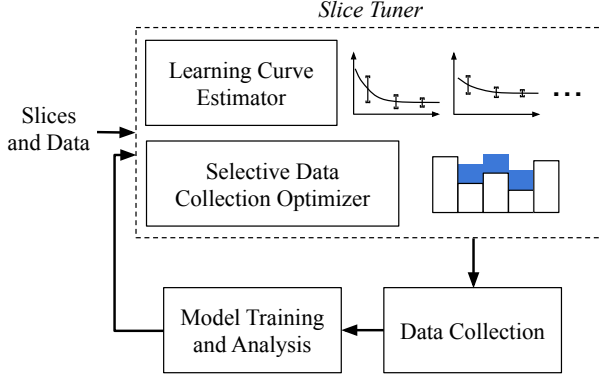 Slice Tuner
Learning Curve
Estimator
...
Slices
and Data
Selective Data
Collection Optimizer
Model Training
and Analysis
Data Collection